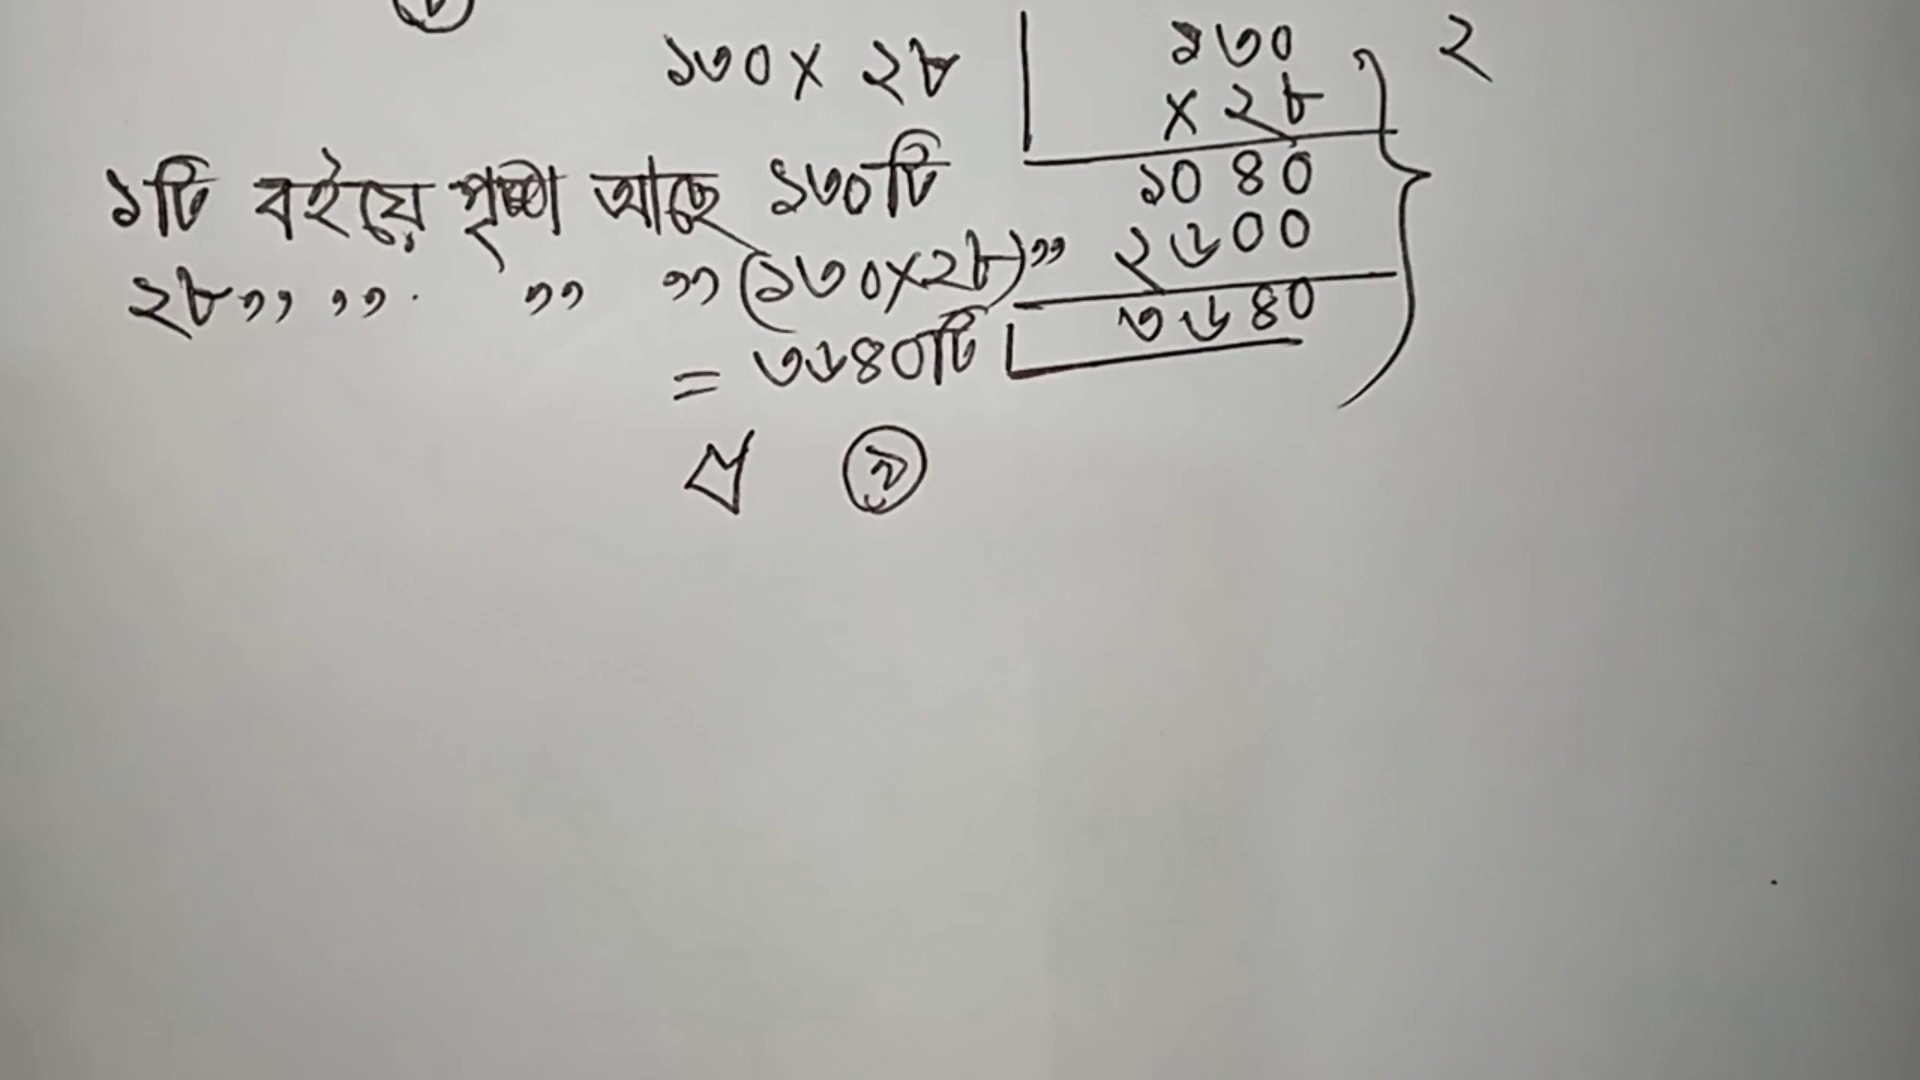 ১৩০ × ২৮
১৩০
× ২৮
১০৪০
২৬০০
৩৬৪০
২
১টি বইয়ে পৃষ্ঠা আছে ১৩০টি
২৮ ,, ,, ,, ,, (১৩০×২৮) ,,
= ৩৬৪০টি